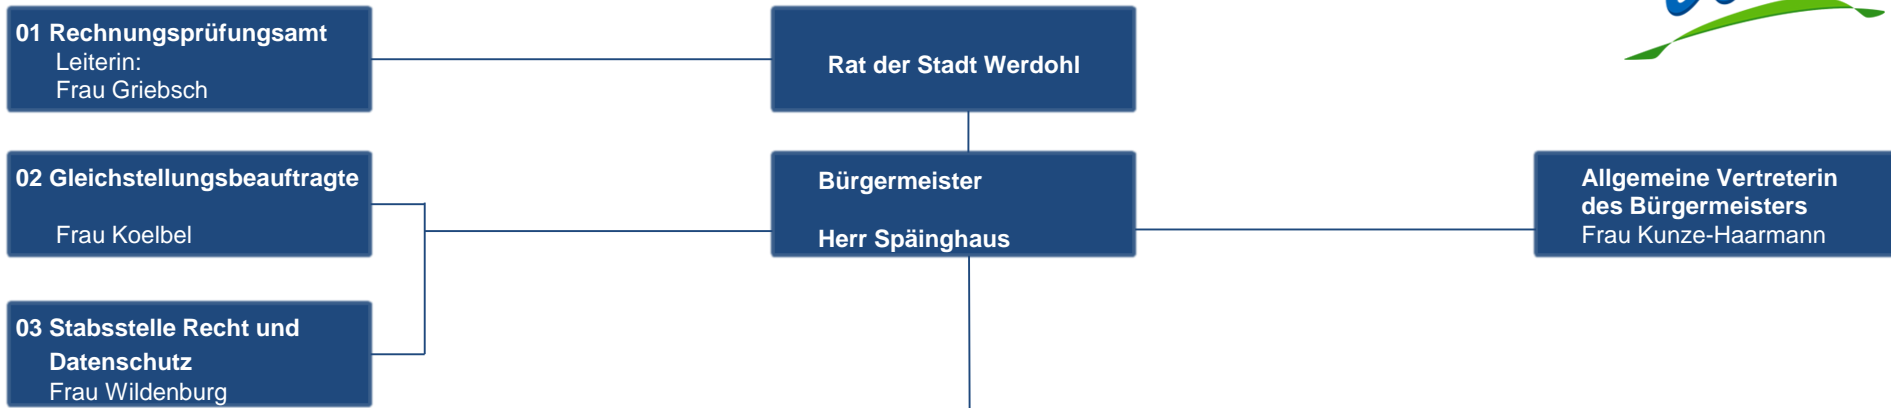 01 Rechnungsprüfungsamt
Leiterin:
Frau Griebsch
Rat der Stadt Werdohl
02 Gleichstellungsbeauftragte
Frau Koelbel
Bürgermeister
Herr Späinghaus
Allgemeine Vertreterin
des Bürgermeisters
Frau Kunze-Haarmann
03 Stabsstelle Recht und
Datenschutz
Frau Wildenburg